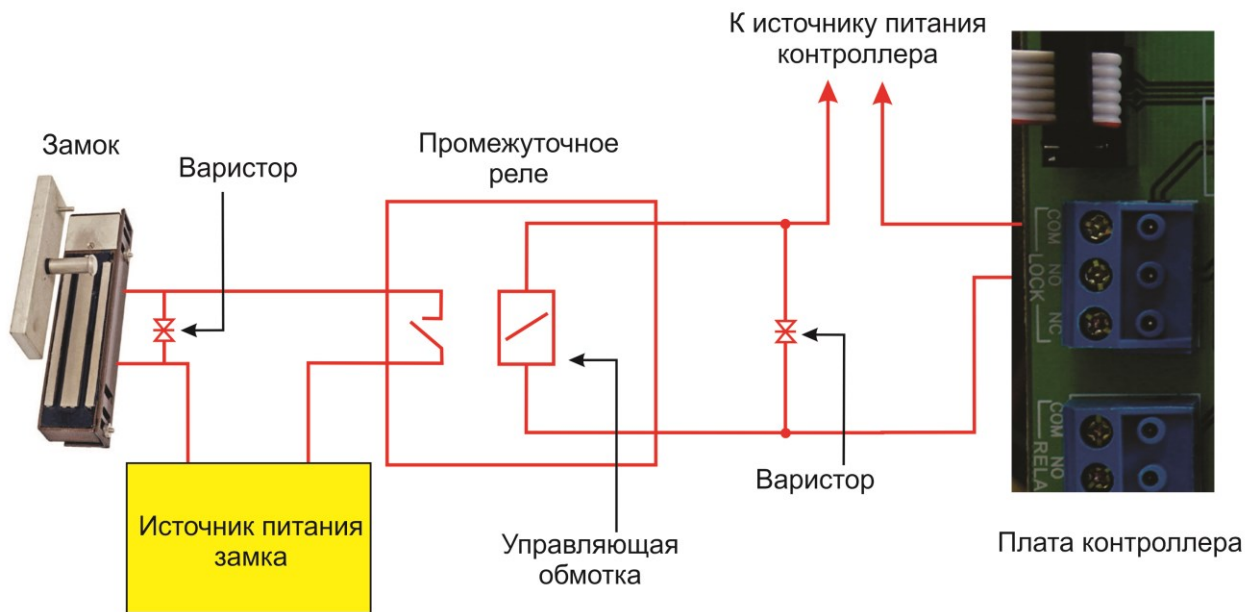 К источнику питания
контроллера
Замок
Варистор
Промежуточное
реле
COM
NO
LOCK
NC
COM
NO
RELA
Варистор
Источник питания
замка
Управляющая
обмотка
Плата контроллера